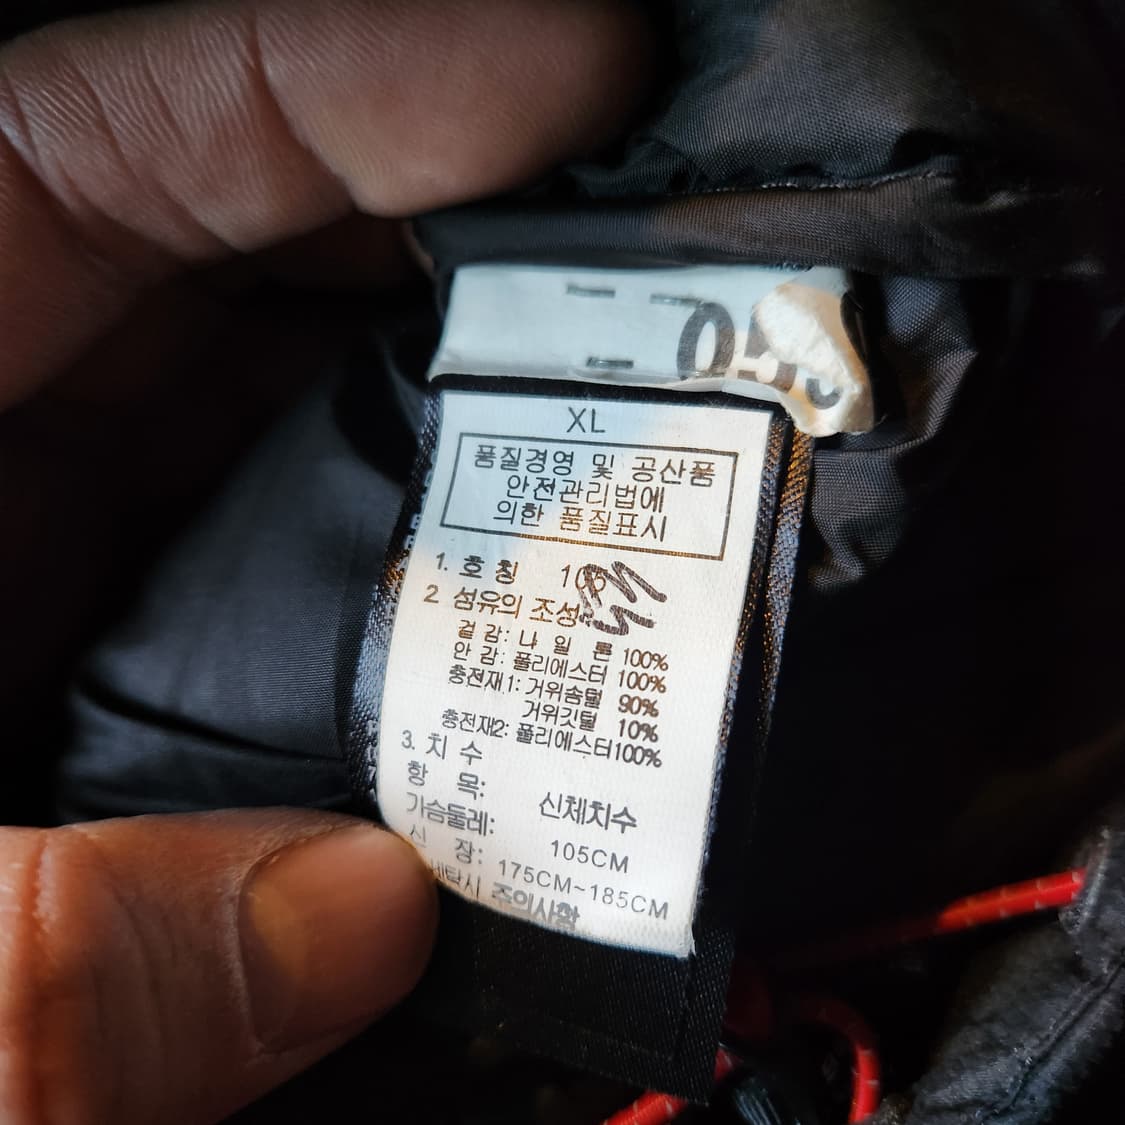 XL
품질경영 및 공산품
안전관리법에
의한 품질표시
1. 호칭 105
2 섬유의 조성
겉감: 나일론 100%
안감: 폴리에스터 100%
충전재1: 거위솜털 90%
거위깃털 10%
충전재2: 폴리에스터100%
3. 치수
항목: 신체치수
가슴둘레: 105CM
신장: 175CM~185CM
세탁시 주의사항